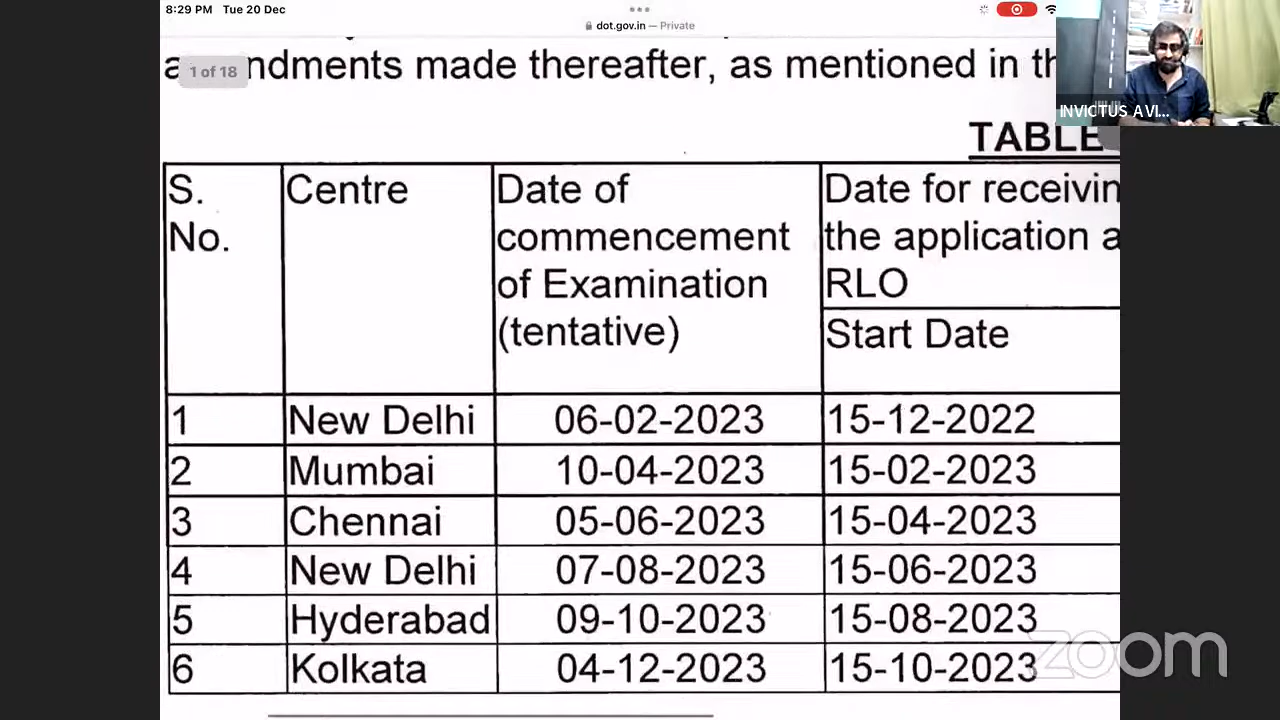 8:29 PM Tue 20 Dec
dot.gov.in — Private
1 of 18
ndments made thereafter, as mentioned in th
INVICTUS AVI...
TABLE
S. No.
Centre
Date of commencement of Examination (tentative)
Date for receivin
the application a
RLO
Start Date
1 New Delhi 06-02-2023 15-12-2022
2 Mumbai 10-04-2023 15-02-2023
3 Chennai 05-06-2023 15-04-2023
4 New Delhi 07-08-2023 15-06-2023
5 Hyderabad 09-10-2023 15-08-2023
6 Kolkata 04-12-2023 15-10-2023
zoom